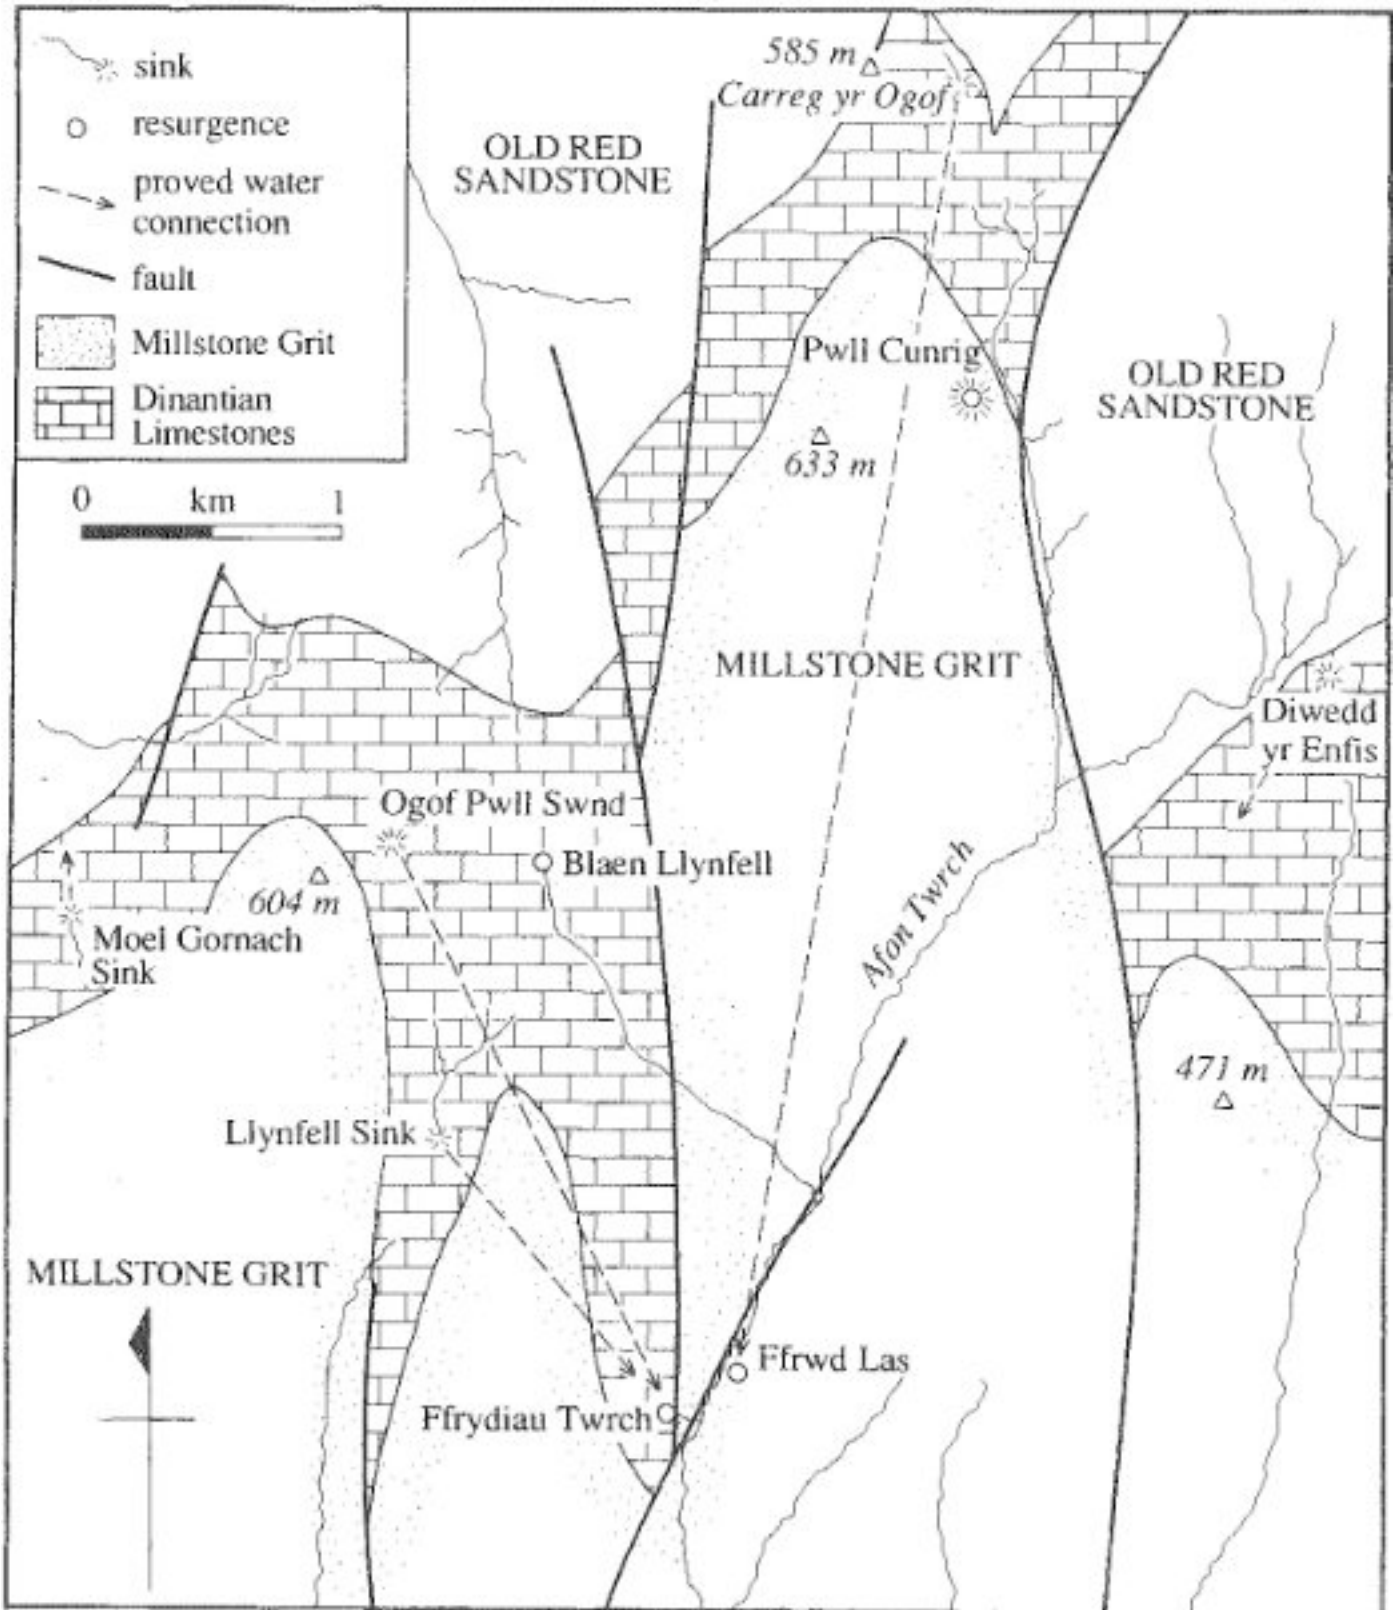 sink
resurgence
proved water
connection
fault
Millstone Grit
Dinantian
Limestones
0 km 1
585 m
Carreg yr Ogof
OLD RED
SANDSTONE
Pwll Cunrig
633 m
OLD RED
SANDSTONE
MILLSTONE GRIT
Diwedd
yr Enfis
Ogof Pwll Swnd
Blaen Llynfell
604 m
Moel Gornach
Sink
Afon Twrch
471 m
Llynfell Sink
MILLSTONE GRIT
Ffrwd Las
Ffrydiau Twrch